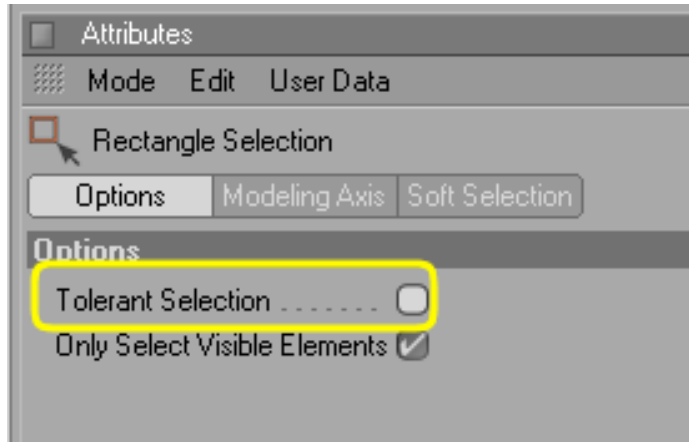 Attributes
Mode Edit User Data
Rectangle Selection
Options Modeling Axis Soft Selection
Options
Tolerant Selection . . . . . . .
Only Select Visible Elements